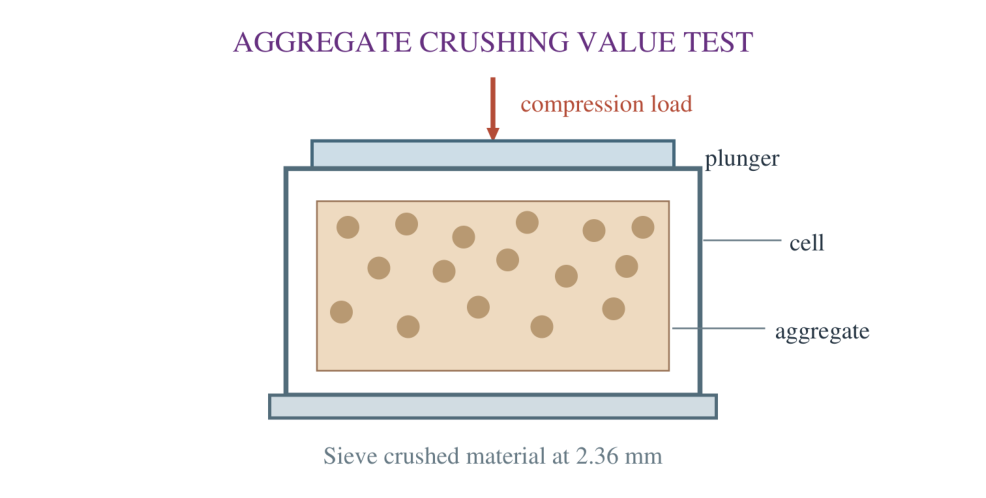 AGGREGATE CRUSHING VALUE TEST
compression load
plunger
cell
aggregate
Sieve crushed material at 2.36 mm